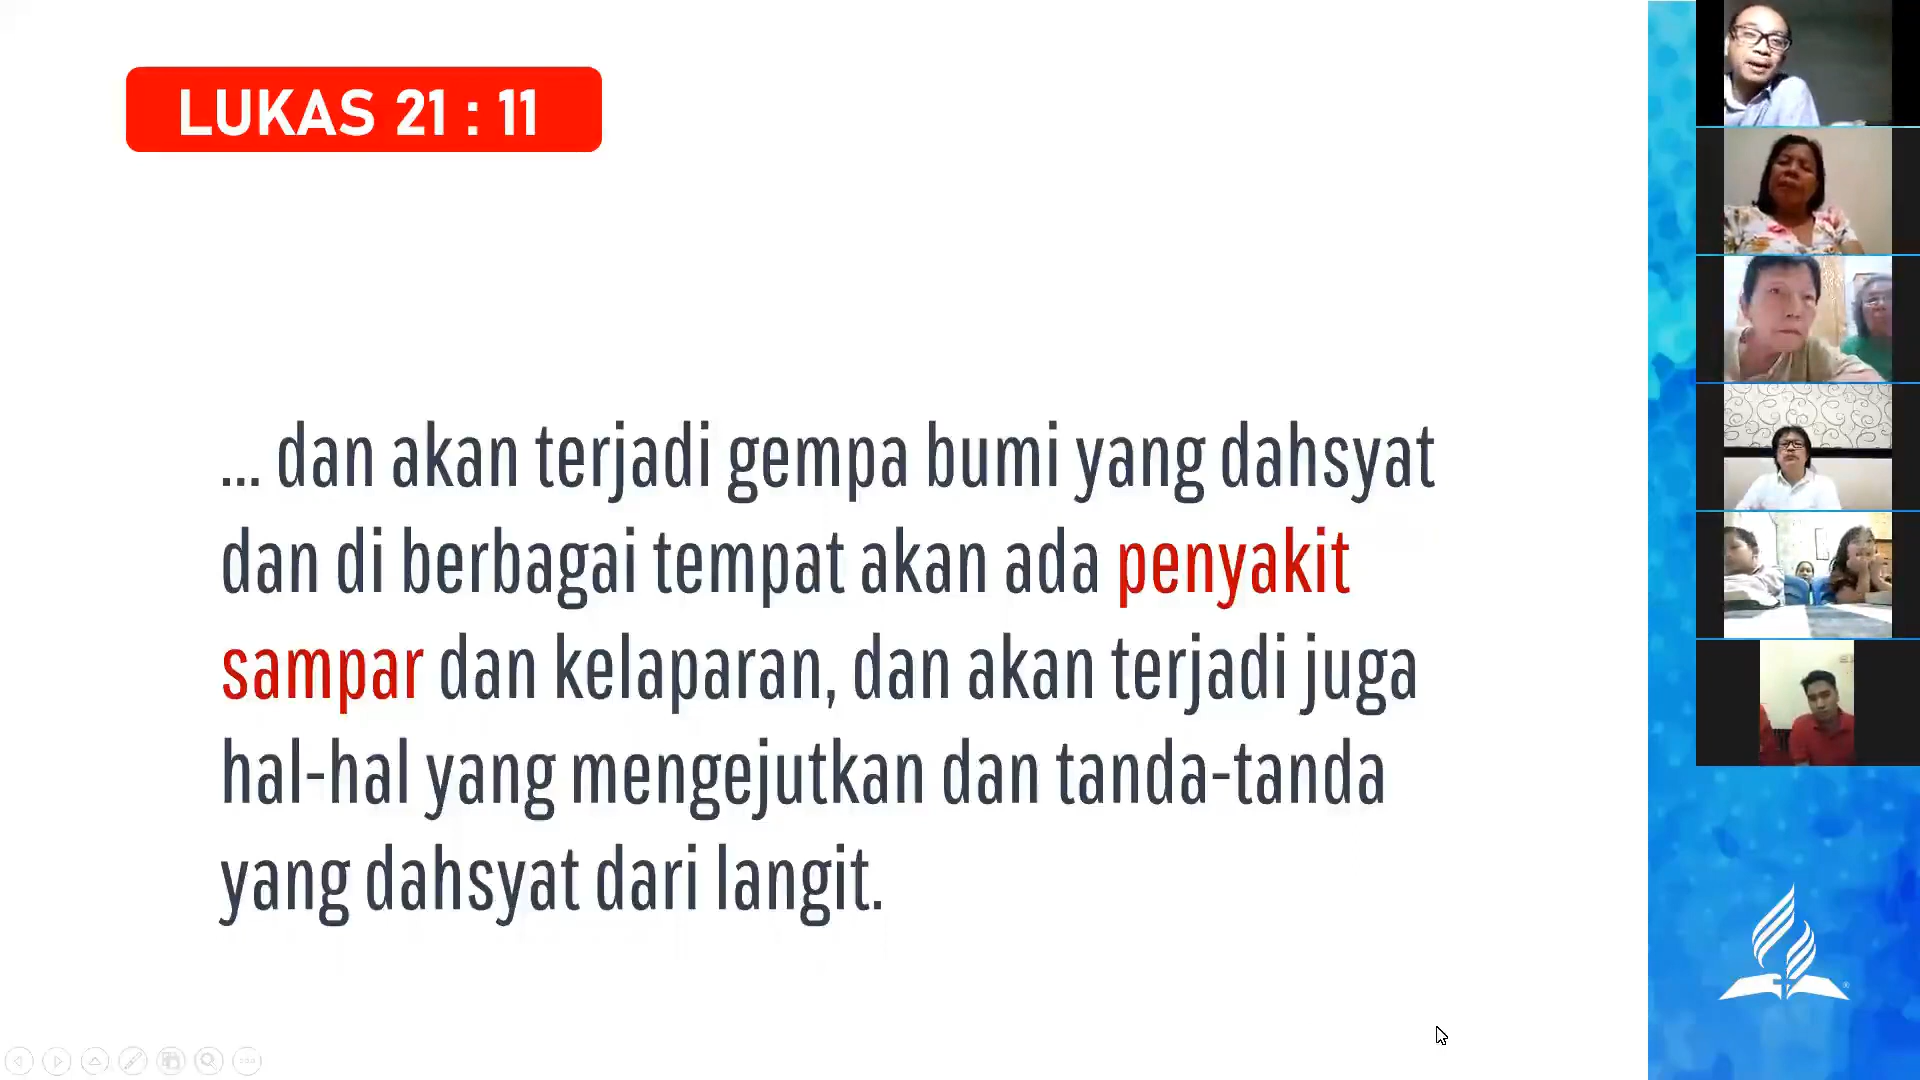 LUKAS 21 : 11
... dan akan terjadi gempa bumi yang dahsyat
dan di berbagai tempat akan ada penyakit
sampar dan kelaparan, dan akan terjadi juga
hal-hal yang mengejutkan dan tanda-tanda
yang dahsyat dari langit.